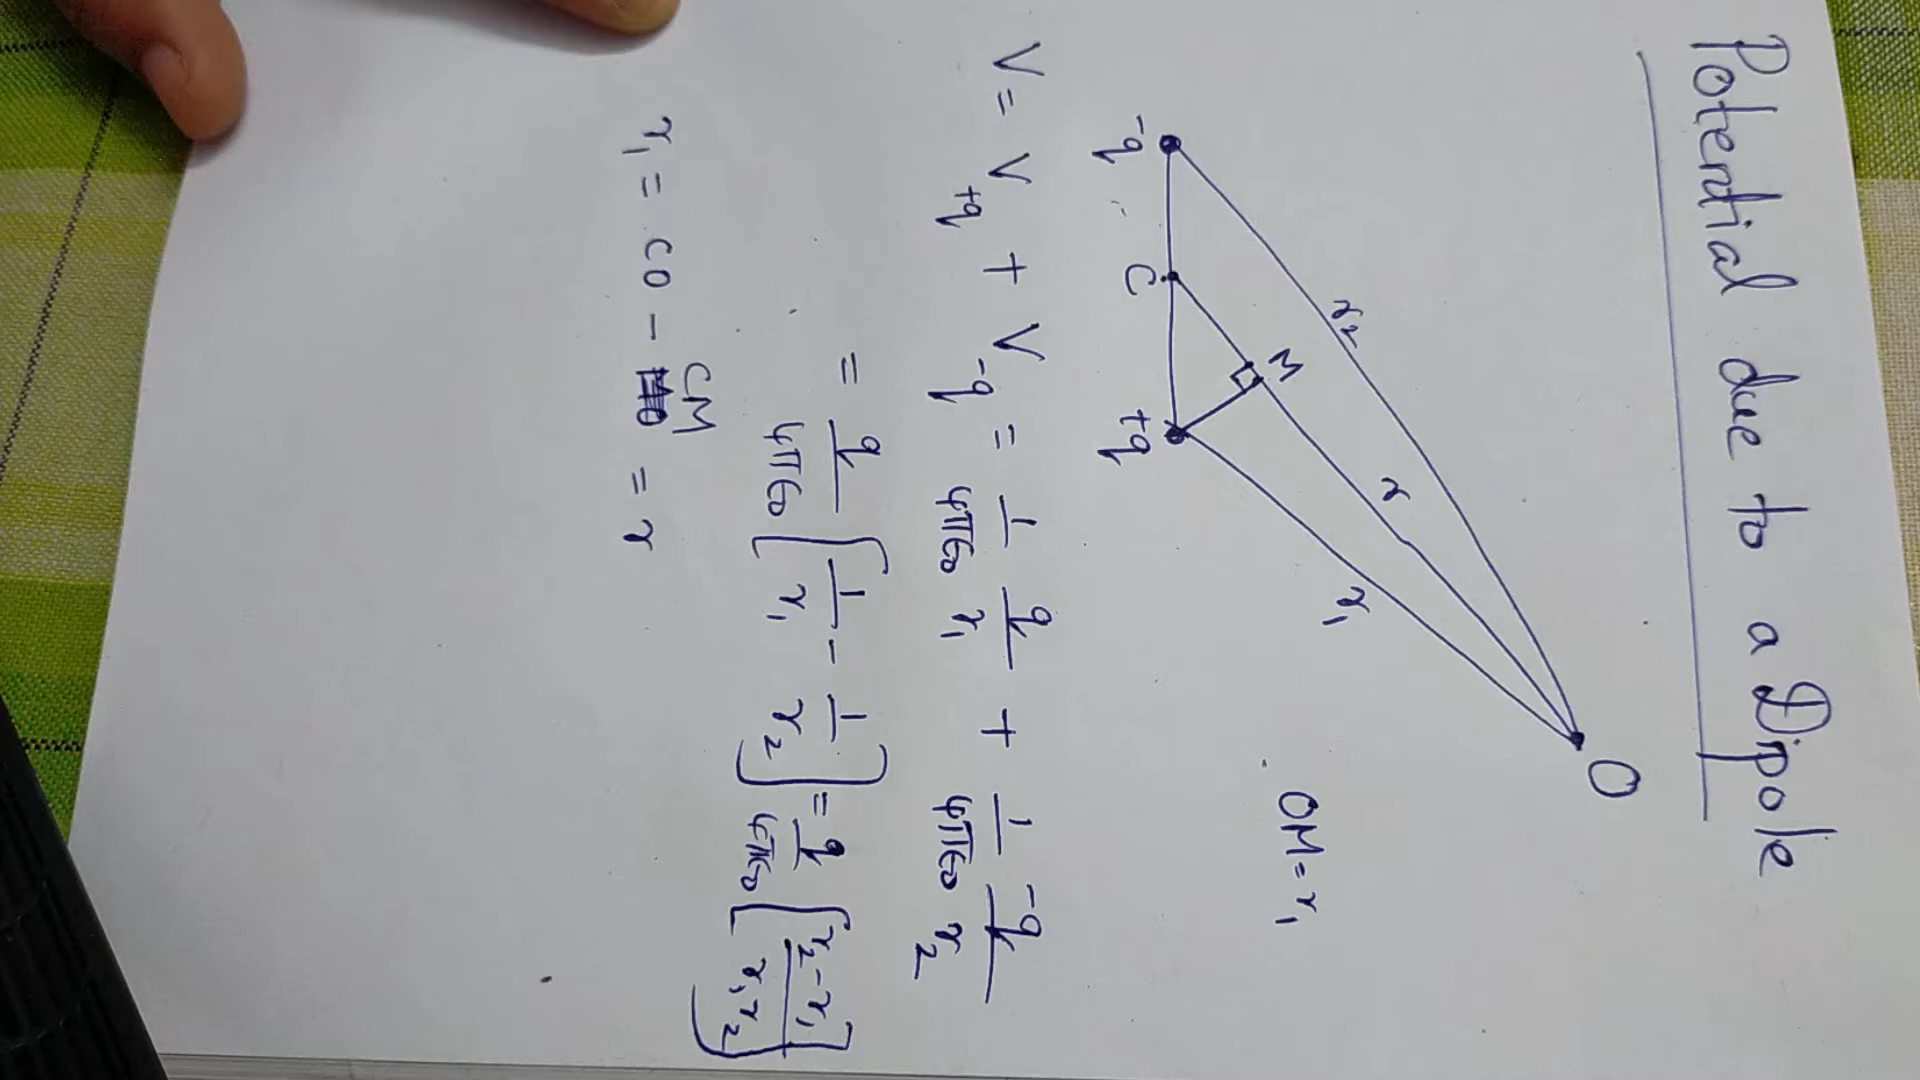 Potential due to a Dipole
O
r₂
r
r₁
OM = r₁
M
-q
C
+q
V = V₊q + V₋q = 1/4πε₀ q/r₁ + 1/4πε₀ -q/r₂
= q/4πε₀ [1/r₁ - 1/r₂] = q/4πε₀ [r₂-r₁/r₁r₂]
r₁ = CO - CM = r